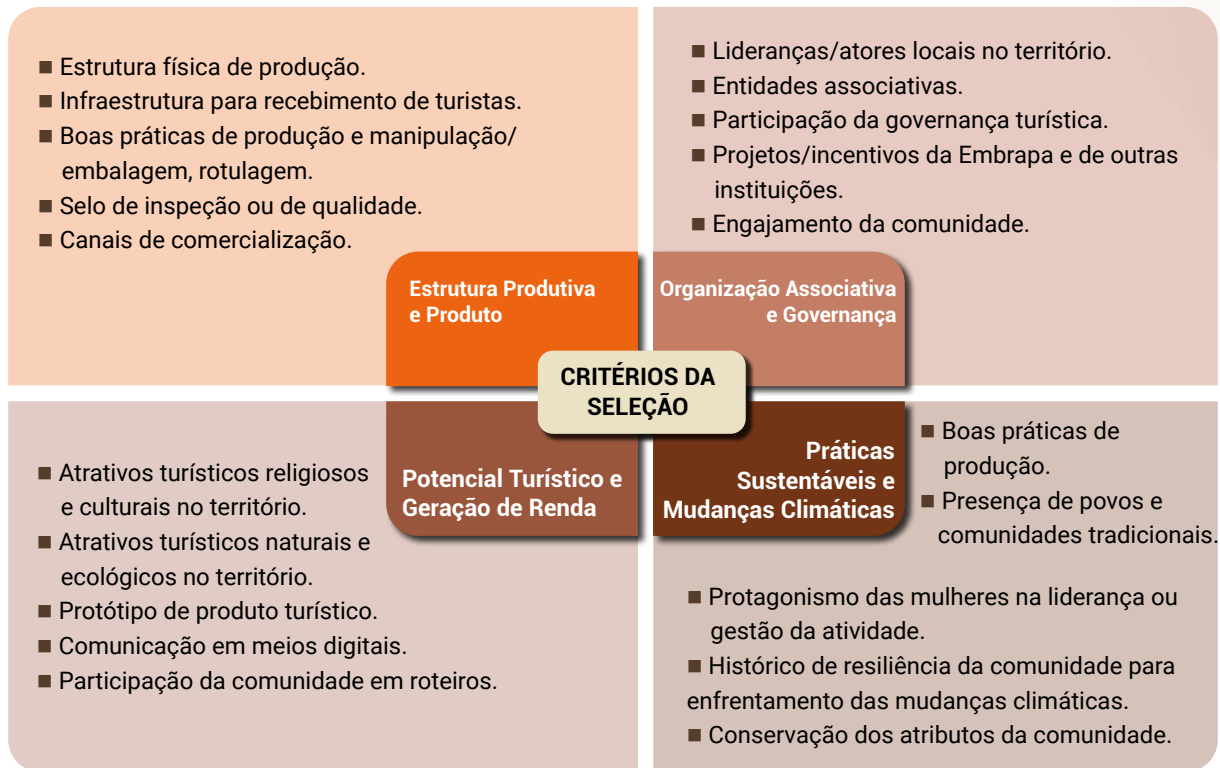 ■ Estrutura física de produção.
■ Infraestrutura para recebimento de turistas.
■ Boas práticas de produção e manipulação/
embalagem, rotulagem.
■ Selo de inspeção ou de qualidade.
■ Canais de comercialização.
Estrutura Produtiva
e Produto
■ Lideranças/atores locais no território.
■ Entidades associativas.
■ Participação da governança turística.
■ Projetos/incentivos da Embrapa e de outras
instituições.
■ Engajamento da comunidade.
Organização Associativa
e Governança
CRITÉRIOS DA
SELEÇÃO
■ Atrativos turísticos religiosos
e culturais no território.
■ Atrativos turísticos naturais e
ecológicos no território.
■ Protótipo de produto turístico.
■ Comunicação em meios digitais.
■ Participação da comunidade em roteiros.
Potencial Turístico e
Geração de Renda
Práticas
Sustentáveis e
Mudanças Climáticas
■ Boas práticas de
produção.
■ Presença de povos e
comunidades tradicionais.
■ Protagonismo das mulheres na liderança ou
gestão da atividade.
■ Histórico de resiliência da comunidade para
enfrentamento das mudanças climáticas.
■ Conservação dos atributos da comunidade.